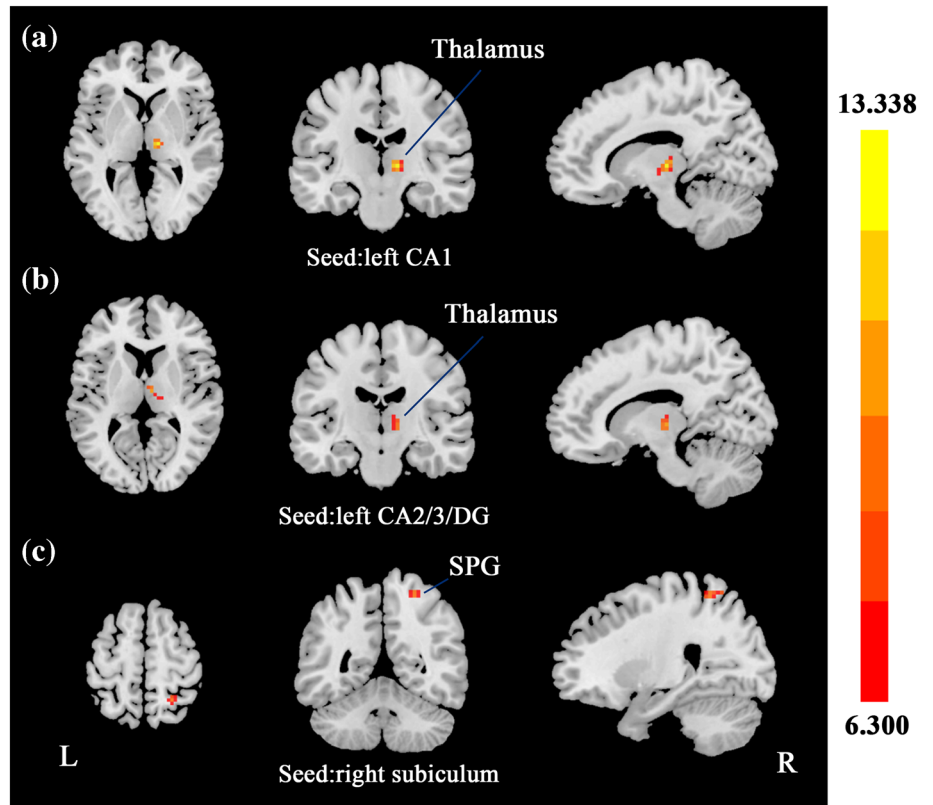 (a)
Thalamus
13.338
Seed:left CA1
(b)
Thalamus
Seed:left CA2/3/DG
(c)
SPG
6.300
L
R
Seed:right subiculum